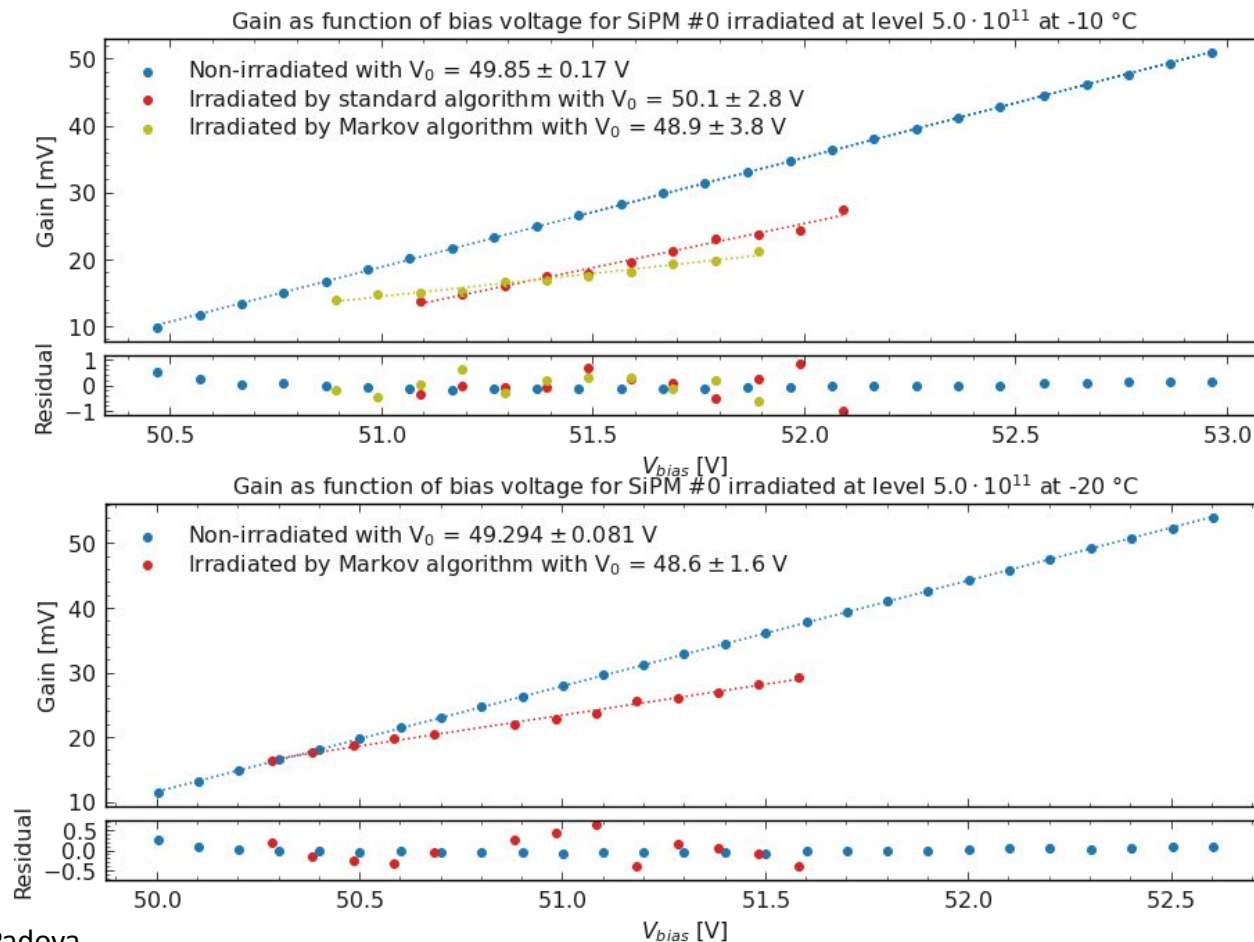 Gain as function of bias voltage for SiPM #0 irradiated at level 5.0 · 10¹¹ at -10 °C
Non-irradiated with V₀ = 49.85 ± 0.17 V
Irradiated by standard algorithm with V₀ = 50.1 ± 2.8 V
Irradiated by Markov algorithm with V₀ = 48.9 ± 3.8 V
Gain [mV]
50
40
30
20
10
Residual
1
0
−1
50.5 51.0 51.5 52.0 52.5 53.0
V_bias [V]
Gain as function of bias voltage for SiPM #0 irradiated at level 5.0 · 10¹¹ at -20 °C
Non-irradiated with V₀ = 49.294 ± 0.081 V
Irradiated by Markov algorithm with V₀ = 48.6 ± 1.6 V
Gain [mV]
50
40
30
20
10
Residual
0.5
0.0
−0.5
50.0 50.5 51.0 51.5 52.0 52.5
V_bias [V]
Padova